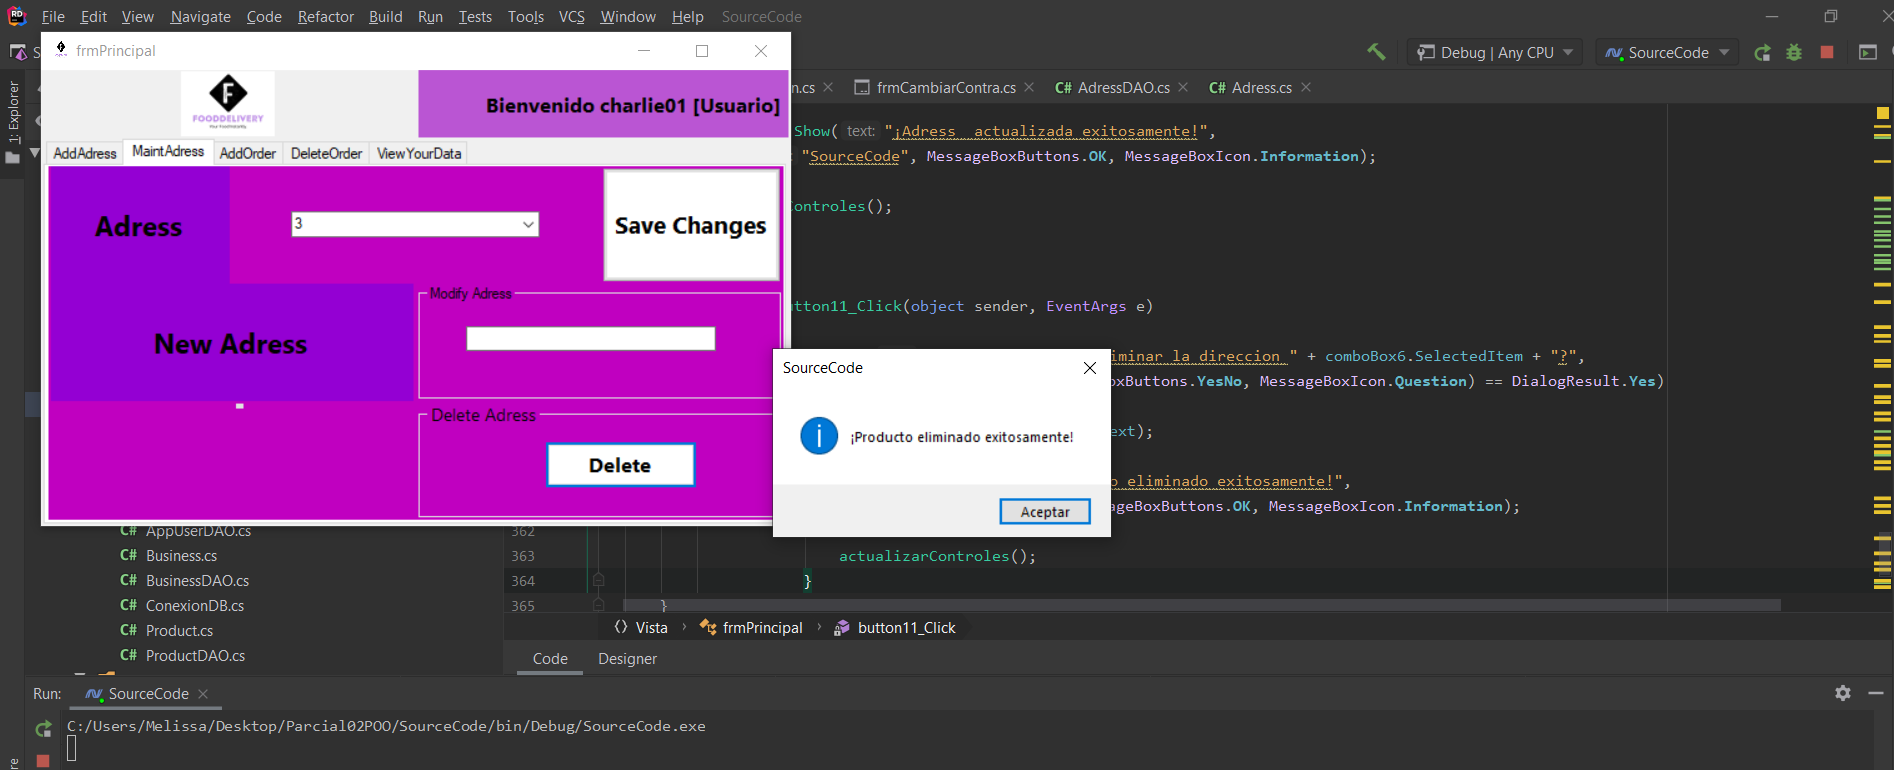 File Edit View Navigate Code Refactor Build Run Tests Tools VCS Window Help SourceCode
frmPrincipal
Debug | Any CPU SourceCode
1: Explorer
FOODDELIVERY
Bienvenido charlie01 [Usuario]
AddAdress MaintAdress AddOrder DeleteOrder ViewYourData
Adress
3
Save Changes
New Adress
Modify Adress
Delete Adress
Delete
n.cs frmCambiarContra.cs AdressDAO.cs Adress.cs
Show( text: "¡Adress  actualizada exitosamente!",
"SourceCode", MessageBoxButtons.OK, MessageBoxIcon.Information);
Controles();
utton11_Click(object sender, EventArgs e)
iminar la direccion " + comboBox6.SelectedItem + "?",
oxButtons.YesNo, MessageBoxIcon.Question) == DialogResult.Yes)
ext);
o eliminado exitosamente!",
ageBoxButtons.OK, MessageBoxIcon.Information);
SourceCode
¡Producto eliminado exitosamente!
Aceptar
362
363 actualizarControles();
364 }
365 }
AppUserDAO.cs
Business.cs
BusinessDAO.cs
ConexionDB.cs
Product.cs
ProductDAO.cs
Vista frmPrincipal button11_Click
Code Designer
Run: SourceCode
C:/Users/Melissa/Desktop/Parcial02POO/SourceCode/bin/Debug/SourceCode.exe